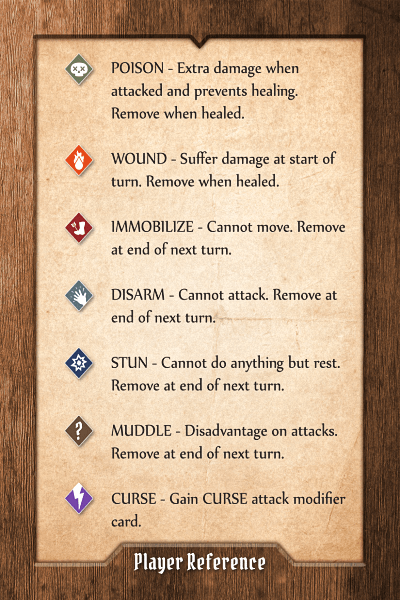 POISON - Extra damage when
attacked and prevents healing.
Remove when healed.
WOUND - Suffer damage at start of
turn. Remove when healed.
IMMOBILIZE - Cannot move. Remove
at end of next turn.
DISARM - Cannot attack. Remove at
end of next turn.
STUN - Cannot do anything but rest.
Remove at end of next turn.
MUDDLE - Disadvantage on attacks.
Remove at end of next turn.
CURSE - Gain CURSE attack modifier
card.
Player Reference